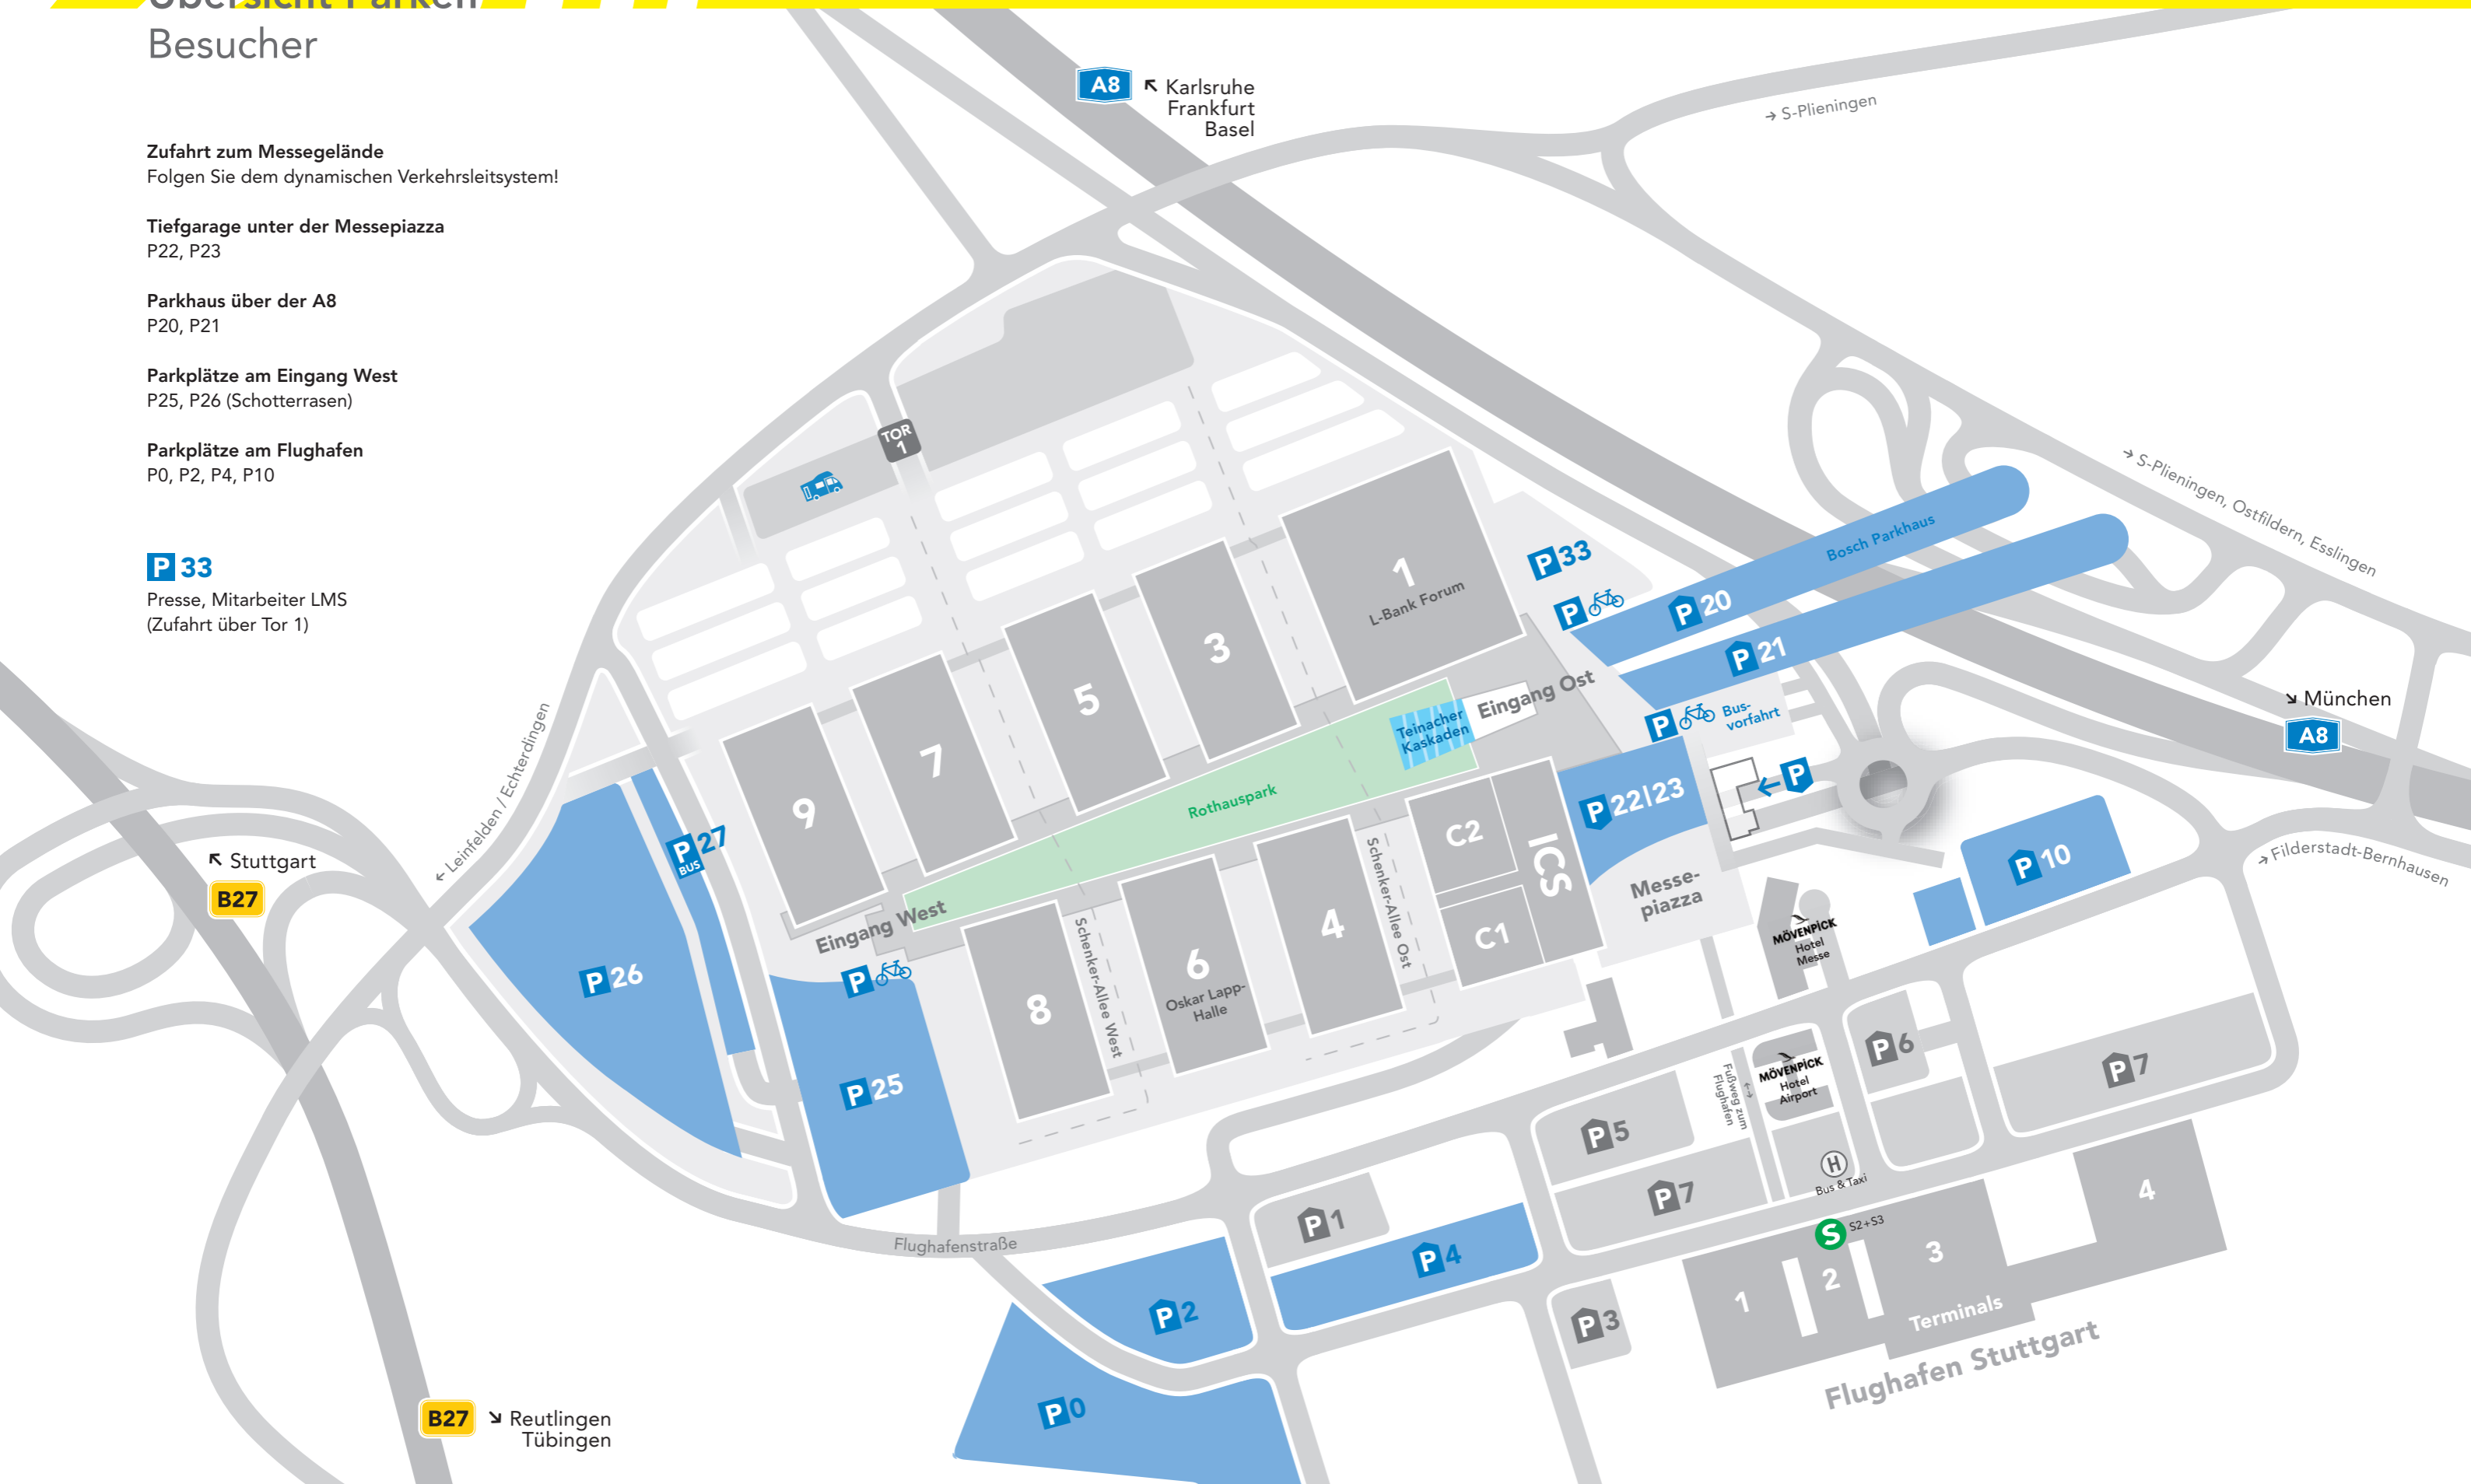 Übersicht Parken
Besucher
Zufahrt zum Messegelände
Folgen Sie dem dynamischen Verkehrsleitsystem!
Tiefgarage unter der Messepiazza
P22, P23
Parkhaus über der A8
P20, P21
Parkplätze am Eingang West
P25, P26 (Schotterrasen)
Parkplätze am Flughafen
P0, P2, P4, P10
P 33
Presse, Mitarbeiter LMS
(Zufahrt über Tor 1)
A8
↖ Karlsruhe
Frankfurt
Basel
→ S-Plieningen
→ S-Plieningen, Ostfildern, Esslingen
TOR
1
1
L-Bank Forum
P 33
P
Bosch Parkhaus
P 20
P 21
3
5
7
9
Eingang Ost
Teinacher
Kaskaden
Rothauspark
P
Bus-
vorfahrt
↘ München
A8
← P
P 22|23
Messe-
piazza
C2
ICS
C1
4
Schenker-Allee Ost
6
Oskar Lapp-
Halle
Schenker-Allee West
8
Eingang West
P
← Leinfelden / Echterdingen
↖ Stuttgart
B27
P 27
BUS
P 26
P 25
P 10
→ Filderstadt-Bernhausen
MÖVENPICK
Hotel
Messe
MÖVENPICK
Hotel
Airport
Fußweg zum
Flughafen
↔
P 6
P 7
P 5
P 7
H
Bus & Taxi
S
S2+S3
P 1
P 4
P 3
P 2
P 0
Flughafenstraße
1
2
3
4
Terminals
Flughafen Stuttgart
B27
↘ Reutlingen
Tübingen